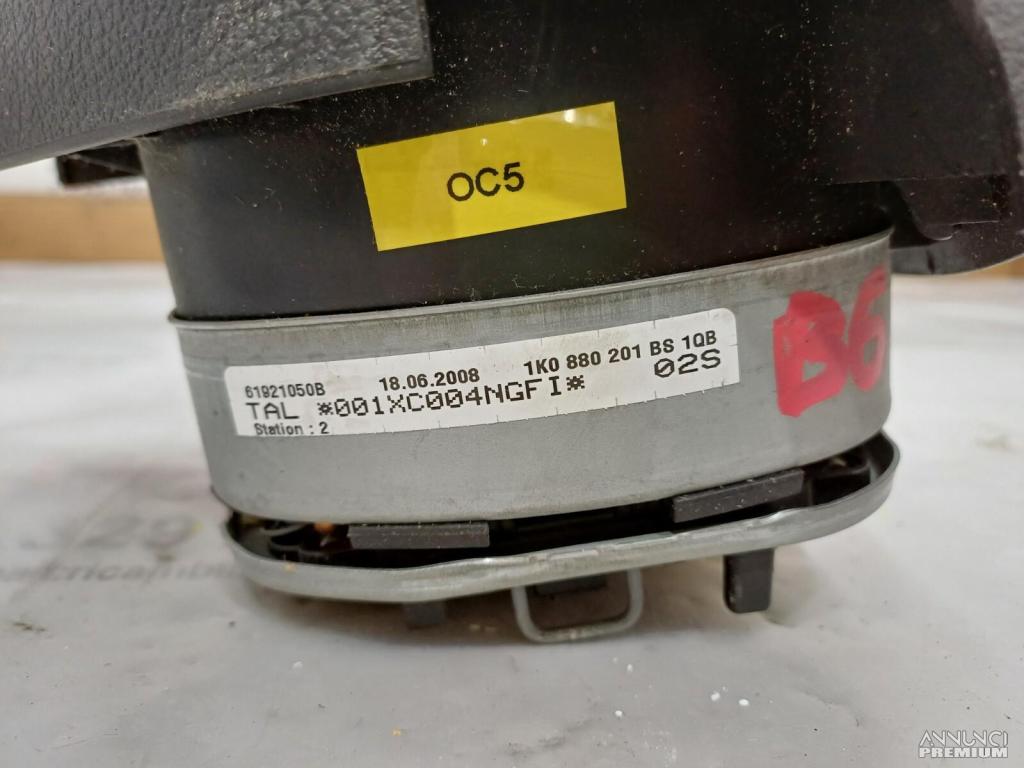 OC5
61921050B 18.06.2008 1K0 880 201 BS 1QB
TAL *001XC004NGFI* 02S
Station : 2
B6
ANNUNCI
PREMIUM